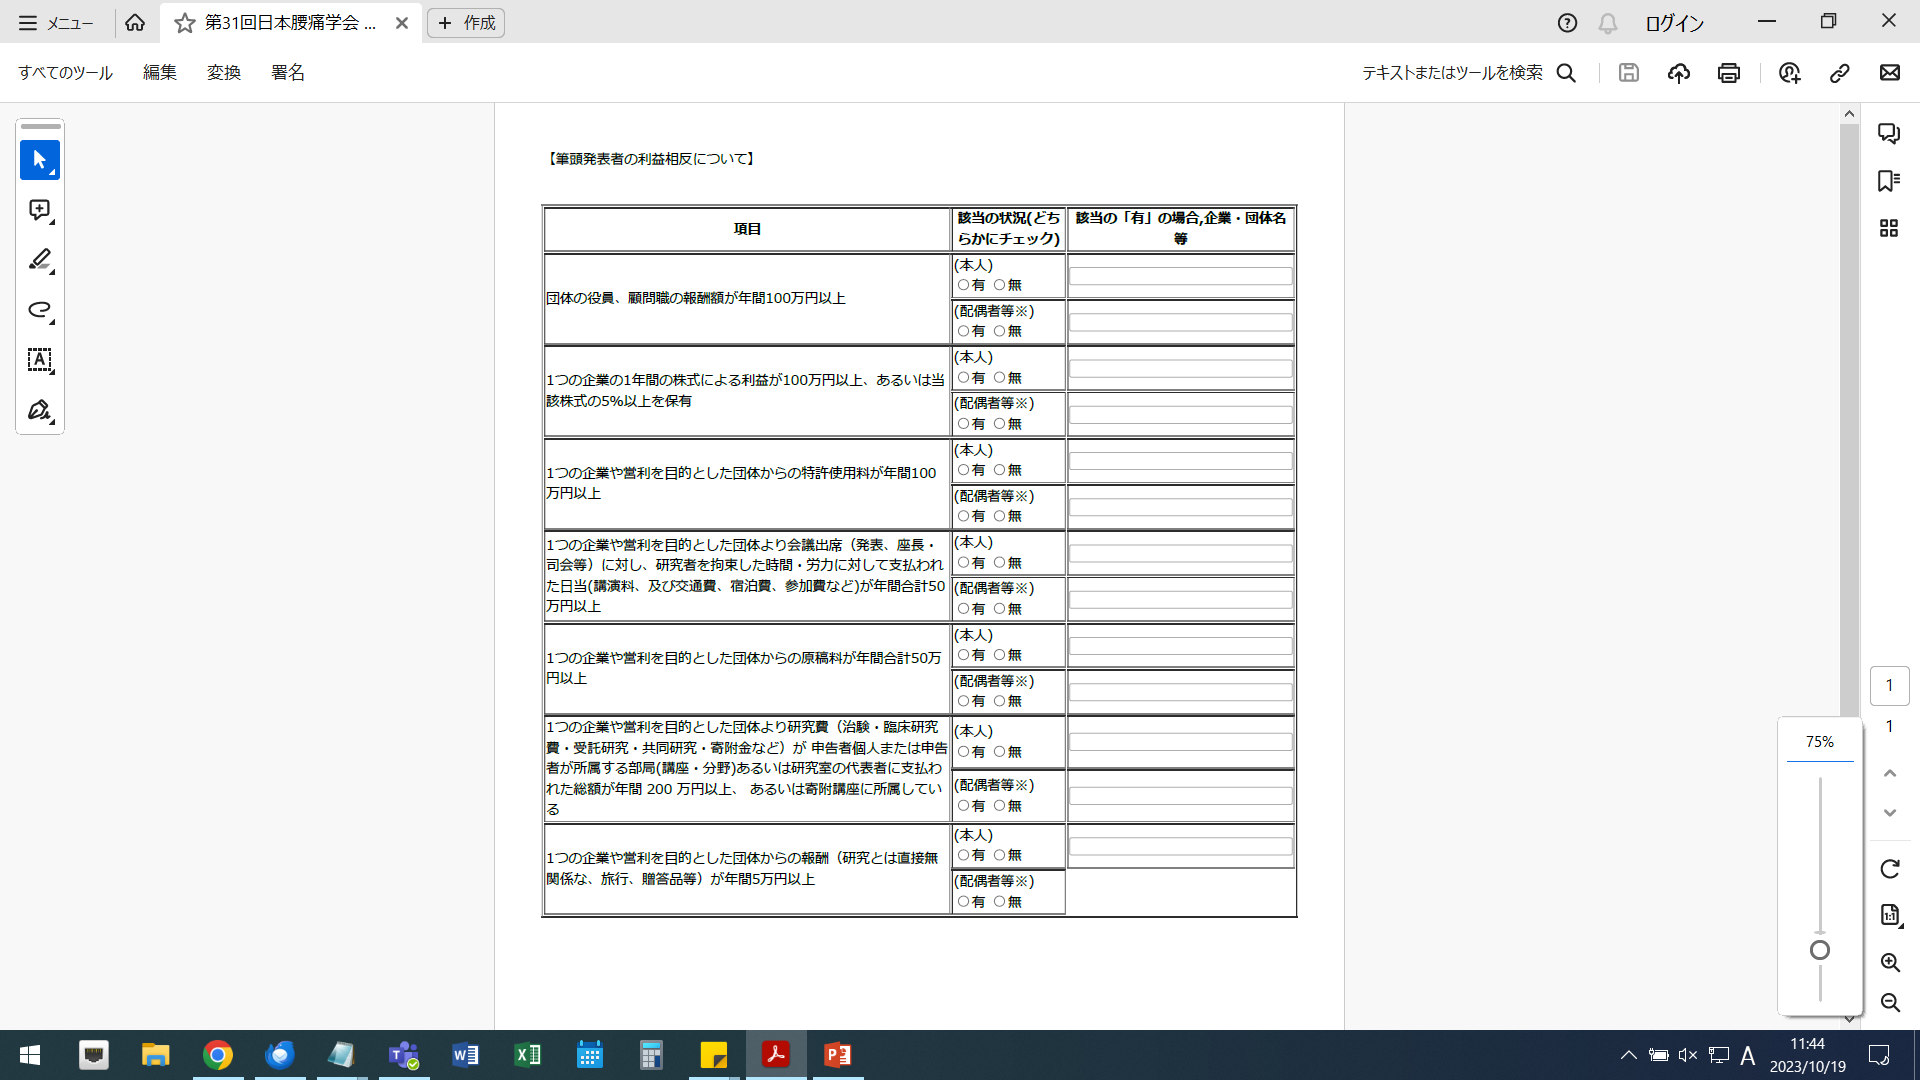 メニュー
第31回日本腰痛学会 ...
作成
ログイン
すべてのツール
編集
変換
署名
テキストまたはツールを検索
【筆頭発表者の利益相反について】
項目
該当の状況(どち
らかにチェック)
該当の「有」の場合,企業・団体名
等
団体の役員、顧問職の報酬額が年間100万円以上
(本人)
有 無
(配偶者等※)
有 無
1つの企業の1年間の株式による利益が100万円以上、あるいは当
該株式の5%以上を保有
(本人)
有 無
(配偶者等※)
有 無
1つの企業や営利を目的とした団体からの特許使用料が年間100
万円以上
(本人)
有 無
(配偶者等※)
有 無
1つの企業や営利を目的とした団体より会議出席（発表、座長・
司会等）に対し、研究者を拘束した時間・労力に対して支払われ
た日当(講演料、及び交通費、宿泊費、参加費など)が年間合計50
万円以上
(本人)
有 無
(配偶者等※)
有 無
1つの企業や営利を目的とした団体からの原稿料が年間合計50万
円以上
(本人)
有 無
(配偶者等※)
有 無
1つの企業や営利を目的とした団体より研究費（治験・臨床研究
費・受託研究・共同研究・寄附金など）が 申告者個人または申告
者が所属する部局(講座・分野)あるいは研究室の代表者に支払わ
れた総額が年間 200 万円以上、 あるいは寄附講座に所属してい
る
(本人)
有 無
(配偶者等※)
有 無
1つの企業や営利を目的とした団体からの報酬（研究とは直接無
関係な、旅行、贈答品等）が年間5万円以上
(本人)
有 無
(配偶者等※)
有 無
1
1
75%
1:1
A
11:44
2023/10/19